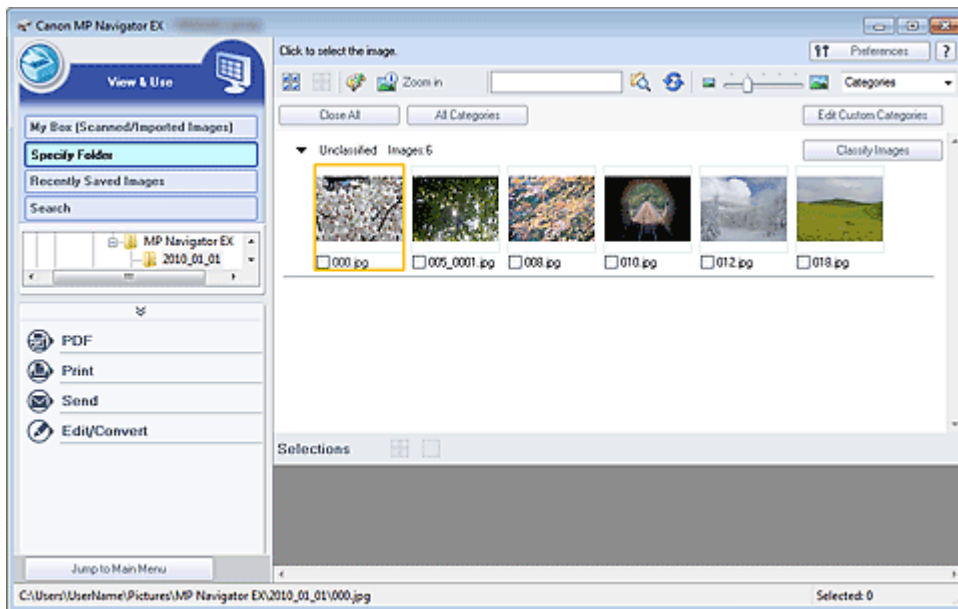 Canon MP Navigator EX
Click to select the image.
Preferences
?
View & Use
Zoom in
Categories
Close All
All Categories
Edit Custom Categories
My Box (Scanned/Imported Images)
Specify Folder
Recently Saved Images
Search
Unclassified Images:6
Classify Images
000.jpg
005_0001.jpg
008.jpg
010.jpg
012.jpg
018.jpg
MP Navigator EX
2010_01_01
PDF
Print
Send
Edit/Convert
Selections
Jump to Main Menu
C:\Users\UserName\Pictures\MP Navigator EX\2010_01_01\000.jpg
Selected: 0